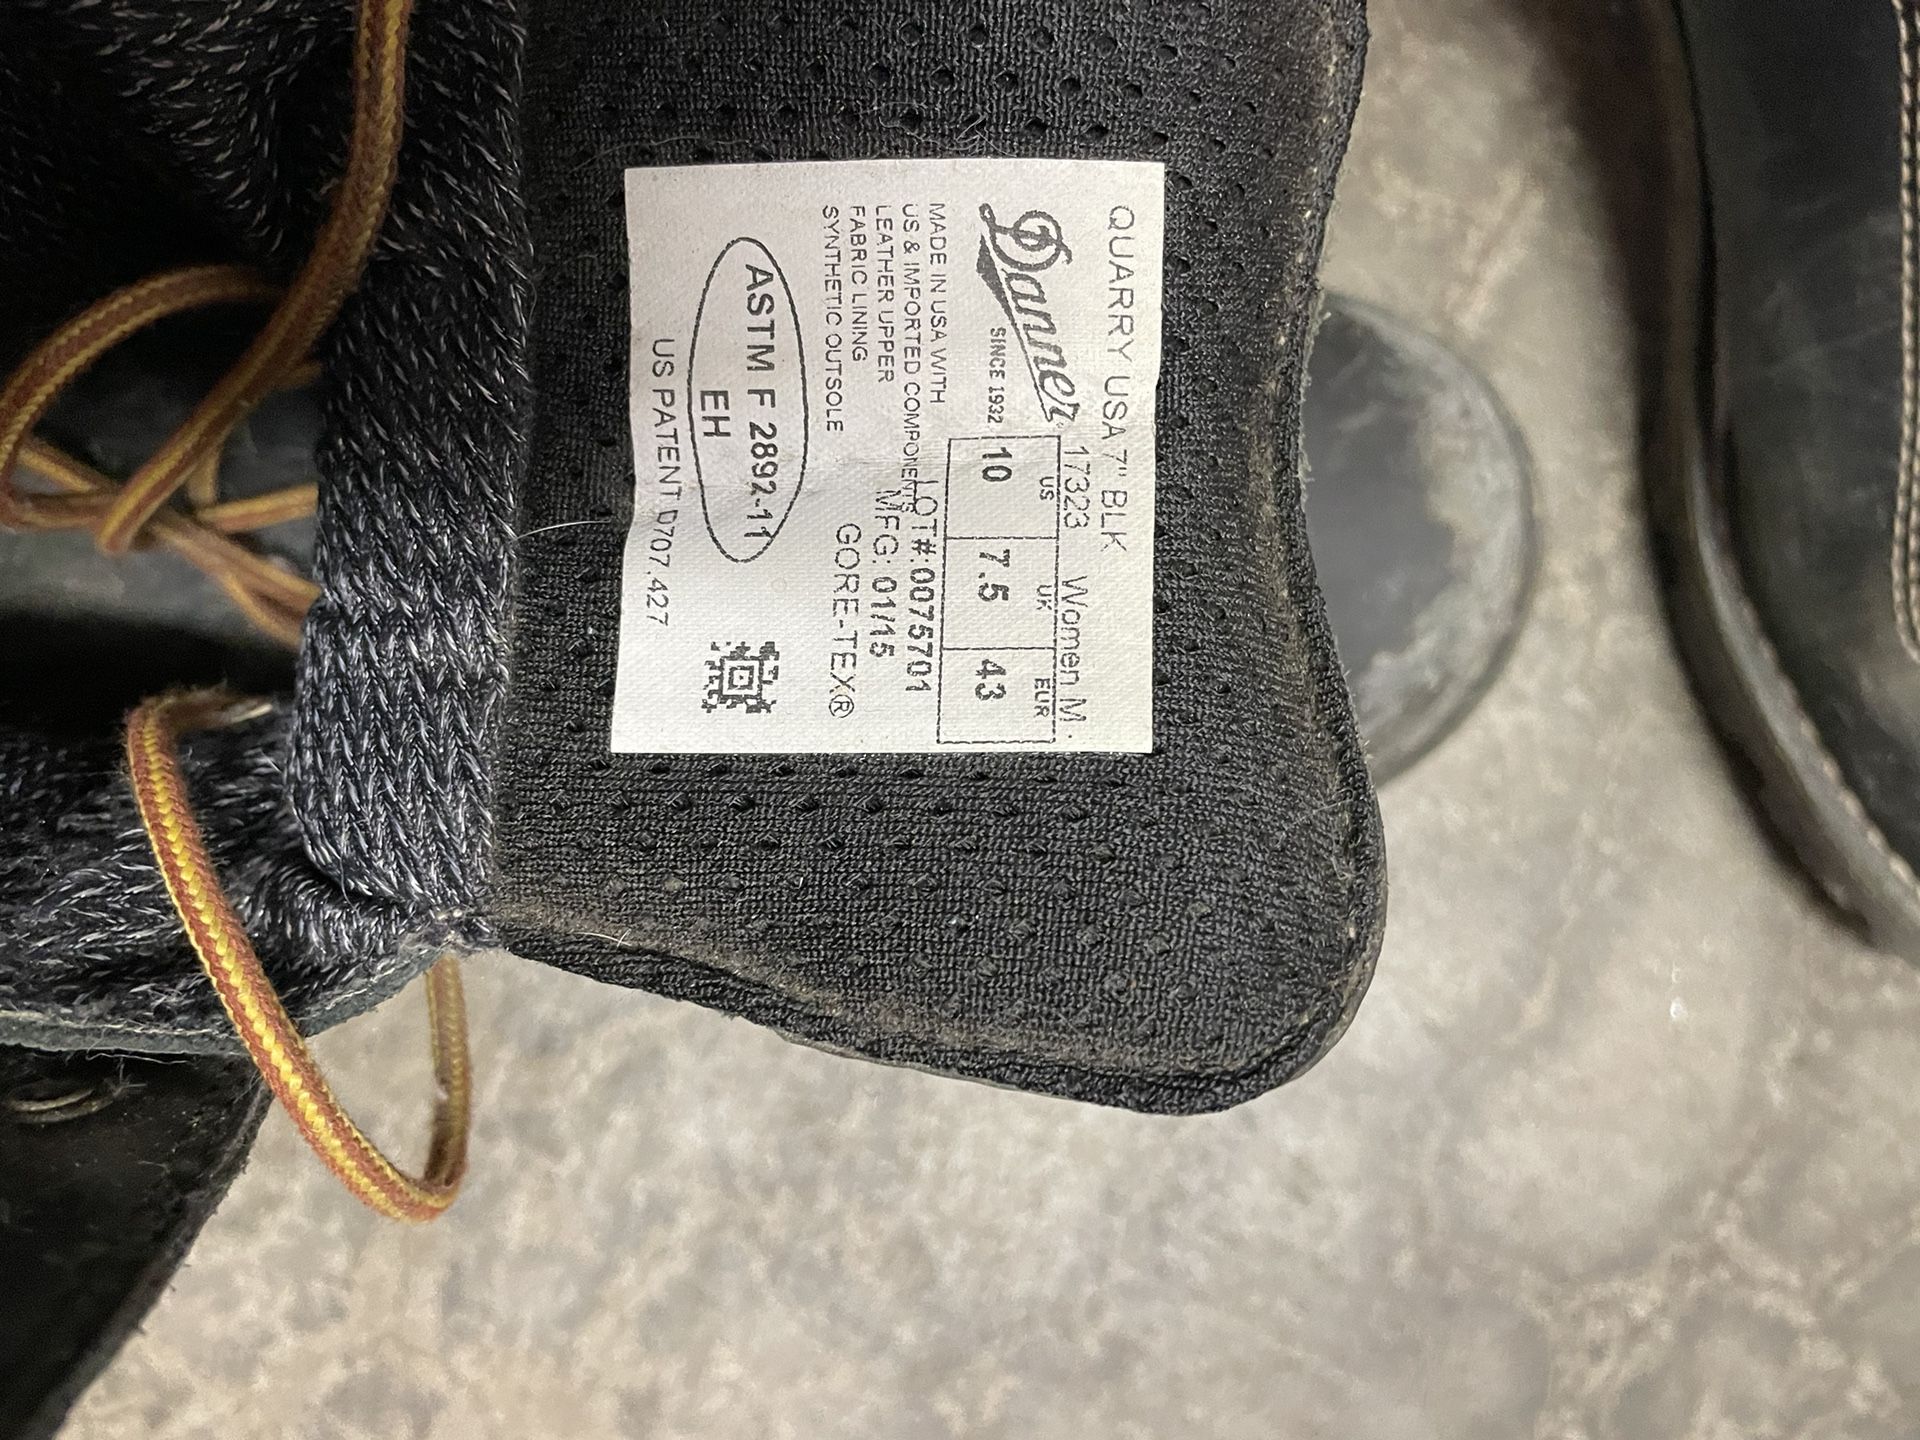 QUARRY USA 7" BLK
17323 Women M.
Danner
SINCE 1932
US UK EUR
10 7.5 43
MADE IN USA WITH
US & IMPORTED COMPONENTS
LEATHER UPPER
FABRIC LINING
SYNTHETIC OUTSOLE
LOT#:0075701
MFG: 01/15
GORE-TEX®
ASTM F 2892-11
EH
US PATENT D707.427